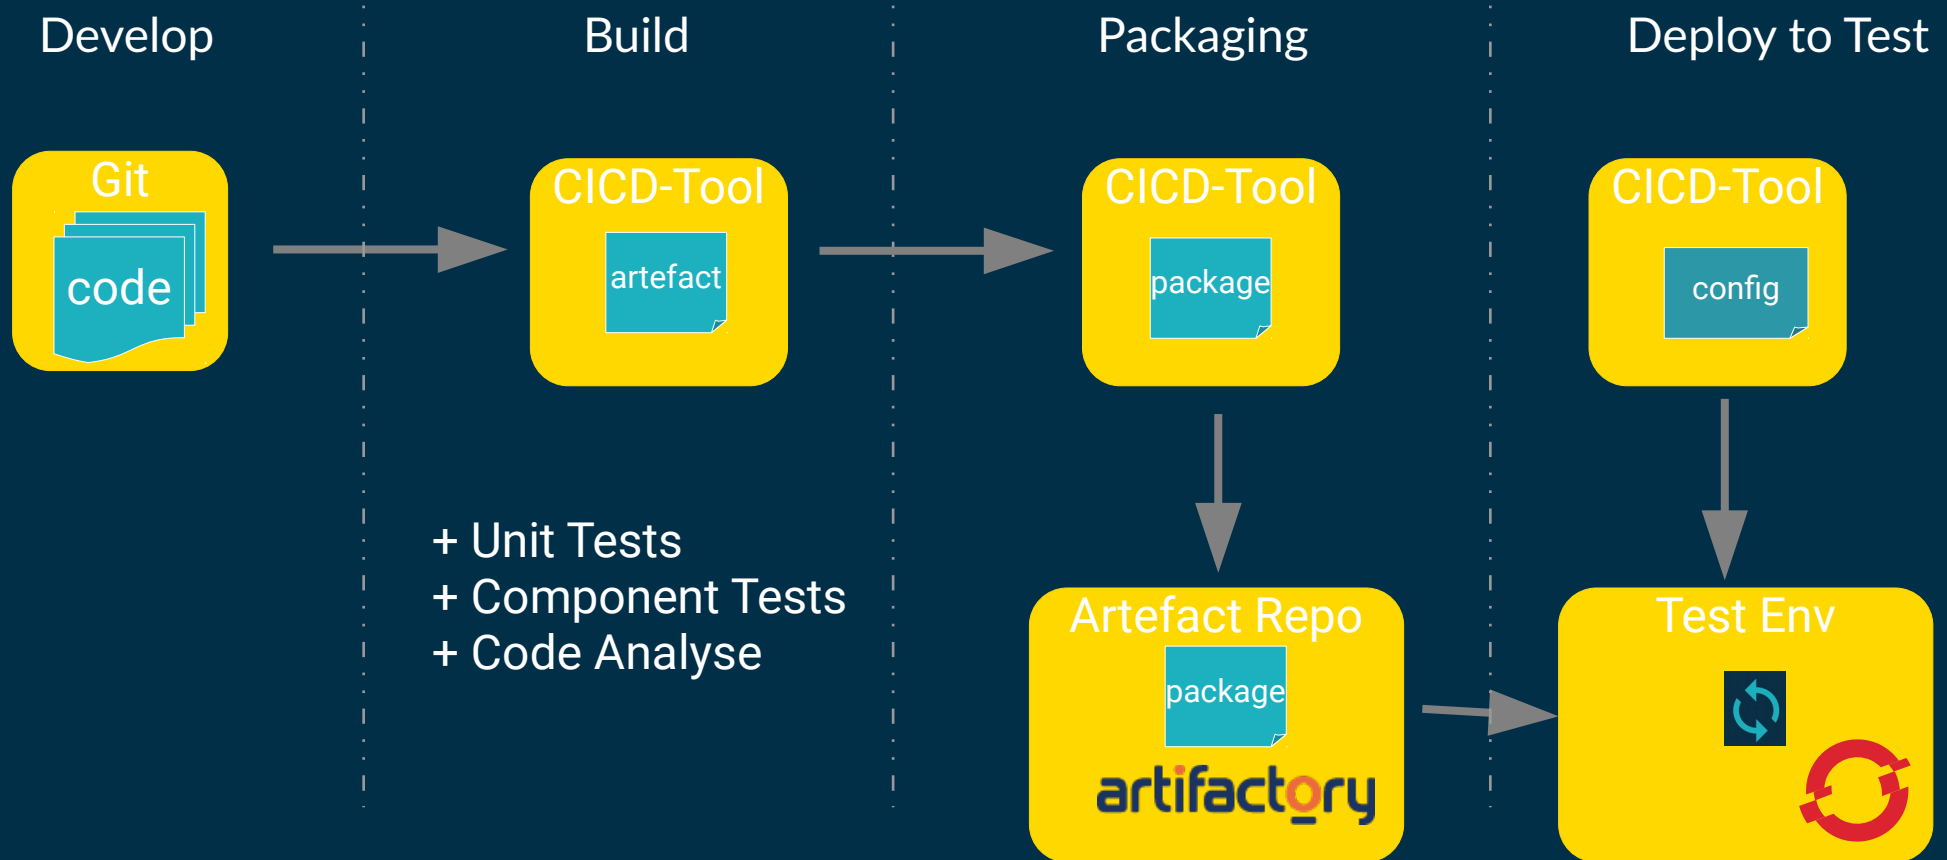 Develop
Build
Packaging
Deploy to Test
Git
code
CICD-Tool
artefact
CICD-Tool
package
CICD-Tool
config
+ Unit Tests
+ Component Tests
+ Code Analyse
Artefact Repo
package
artifactory
Test Env